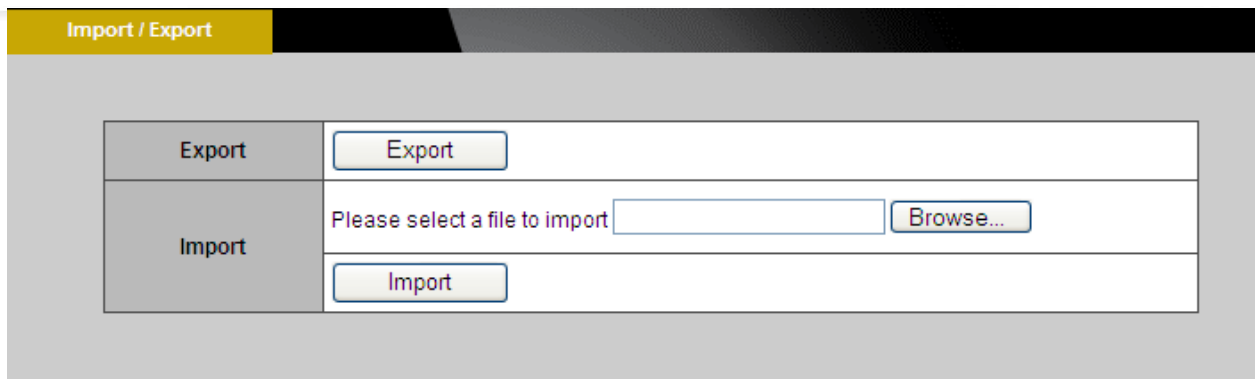 Import / Export
Export Export
Please select a file to import Browse...
Import
Import